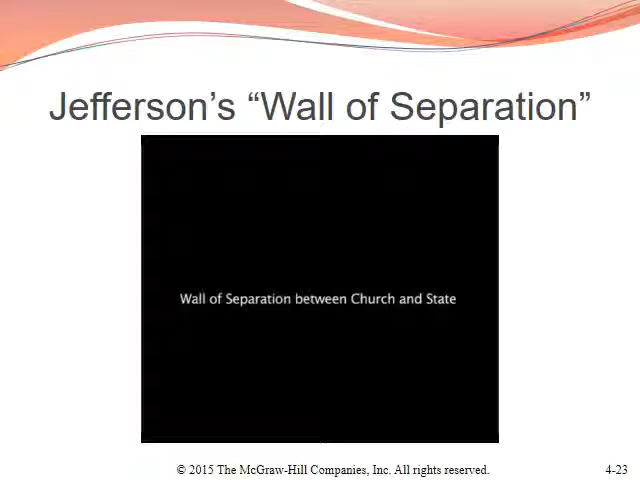 Jefferson’s “Wall of Separation”
Wall of Separation between Church and State
© 2015 The McGraw-Hill Companies, Inc. All rights reserved.
4-23